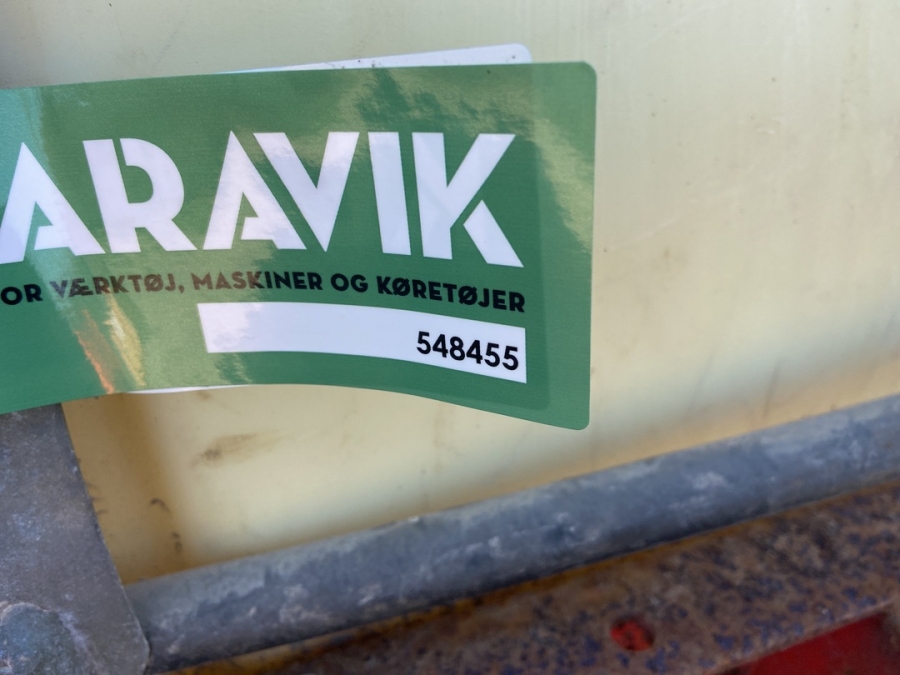 ARAVIK
OR VÆRKTØJ, MASKINER OG KØRETØJER
548455